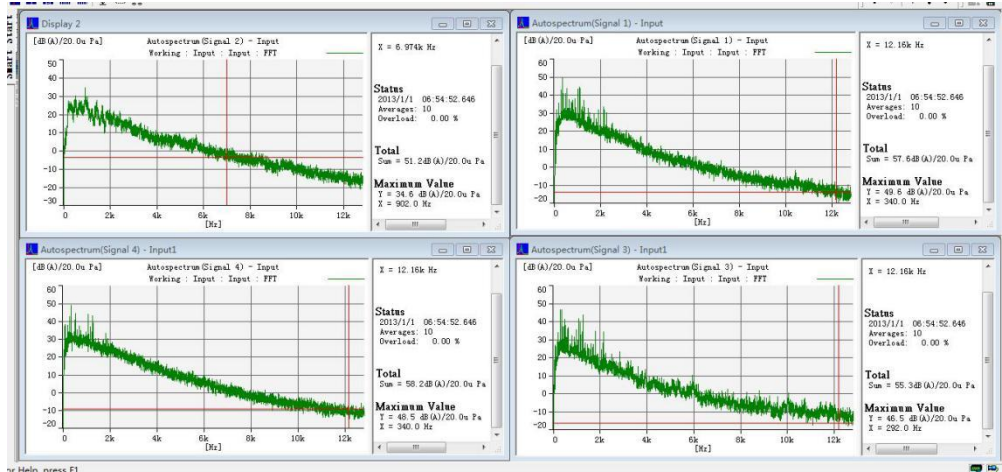 Smart Start
Display 2
[dB(A)/20.0u Pa] Autospectrum(Signal 2) - Input
Working : Input : Input : FFT
50
40
30
20
10
0
-10
-20
-30
0 2k 4k 6k 8k 10k 12k
[Hz]
X = 6.974k Hz
Status
2013/1/1 06:54:52.646
Averages: 10
Overload: 0.00 %
Total
Sum = 51.2dB(A)/20.0u Pa
Maximum Value
Y = 34.6 dB(A)/20.0u Pa
X = 902.0 Hz
Autospectrum(Signal 1) - Input
[dB(A)/20.0u Pa] Autospectrum(Signal 1) - Input
Working : Input : Input : FFT
60
50
40
30
20
10
0
-10
-20
0 2k 4k 6k 8k 10k 12k
[Hz]
X = 12.16k Hz
Status
2013/1/1 06:54:52.646
Averages: 10
Overload: 0.00 %
Total
Sum = 57.6dB(A)/20.0u Pa
Maximum Value
Y = 49.6 dB(A)/20.0u Pa
X = 340.0 Hz
Autospectrum(Signal 4) - Input1
[dB(A)/20.0u Pa] Autospectrum(Signal 4) - Input
Working : Input : Input : FFT
60
50
40
30
20
10
0
-10
-20
0 2k 4k 6k 8k 10k 12k
[Hz]
X = 12.16k Hz
Status
2013/1/1 06:54:52.646
Averages: 10
Overload: 0.00 %
Total
Sum = 58.2dB(A)/20.0u Pa
Maximum Value
Y = 48.5 dB(A)/20.0u Pa
X = 340.0 Hz
Autospectrum(Signal 3) - Input1
[dB(A)/20.0u Pa] Autospectrum(Signal 3) - Input
Working : Input : Input : FFT
60
50
40
30
20
10
0
-10
-20
0 2k 4k 6k 8k 10k 12k
[Hz]
X = 12.16k Hz
Status
2013/1/1 06:54:52.646
Averages: 10
Overload: 0.00 %
Total
Sum = 55.3dB(A)/20.0u Pa
Maximum Value
Y = 46.5 dB(A)/20.0u Pa
X = 292.0 Hz
or Help, press F1